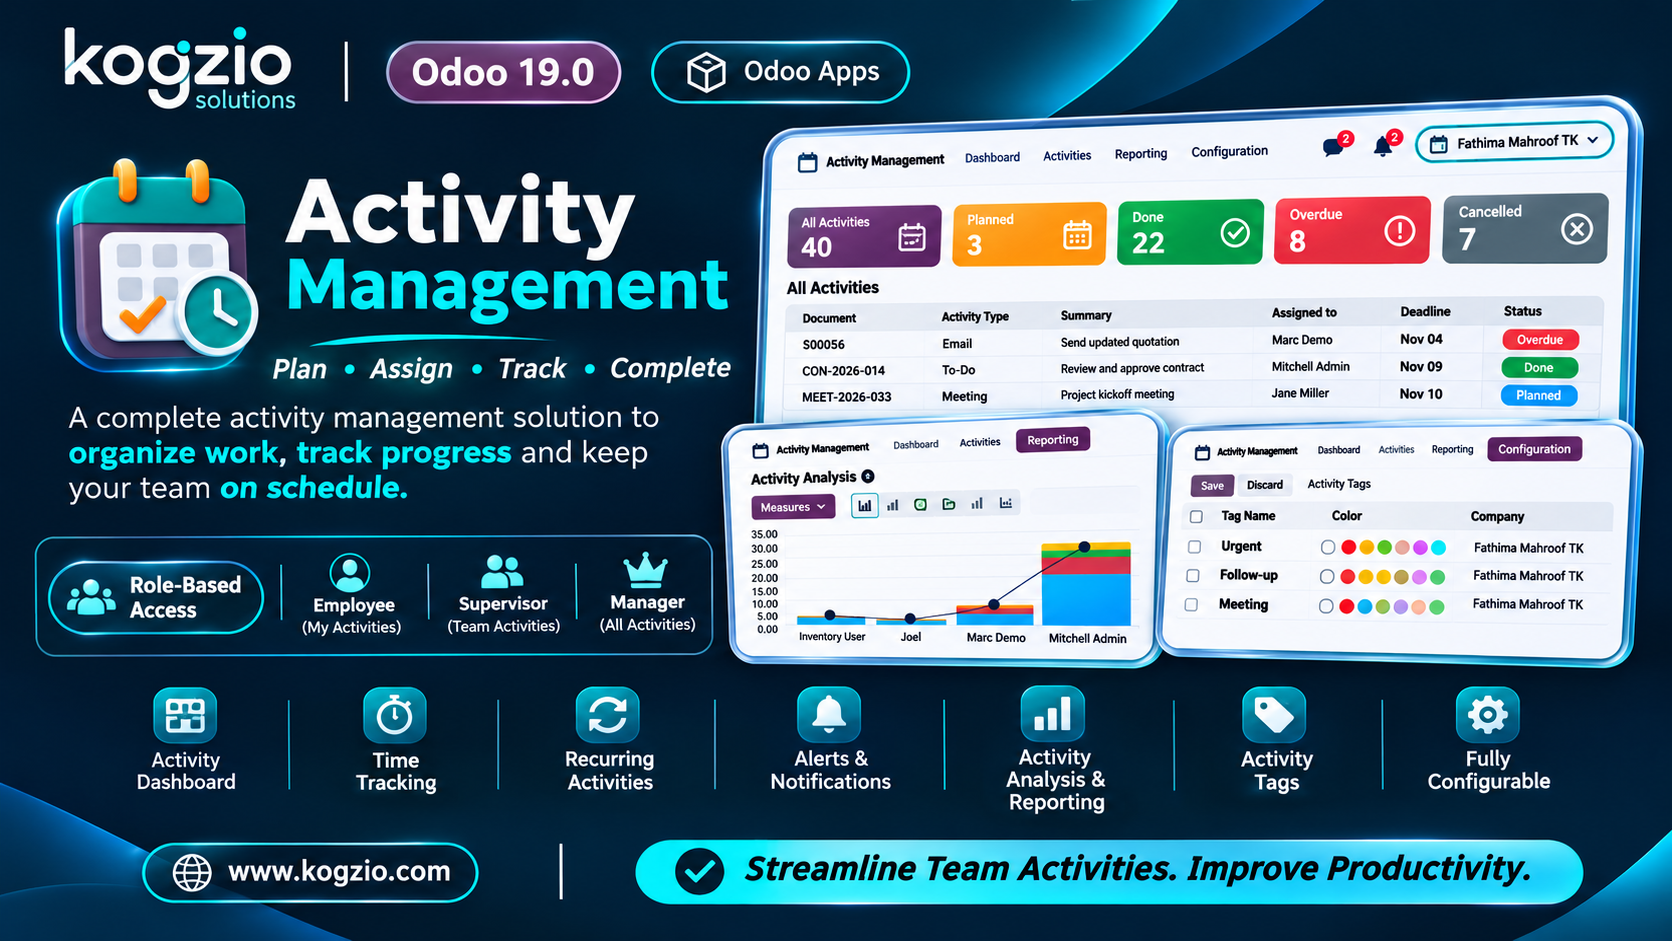 kogzio
solutions
Odoo 19.0
Odoo Apps
Activity
Management
Plan • Assign • Track • Complete
A complete activity management solution to
organize work, track progress and keep
your team on schedule.
Role-Based
Access
Employee
(My Activities)
Supervisor
(Team Activities)
Manager
(All Activities)
Activity Management Dashboard Activities Reporting Configuration 2 2 Fathima Mahroof TK
All Activities
40
Planned
3
Done
22
Overdue
8
Cancelled
7
All Activities
Document Activity Type Summary Assigned to Deadline Status
S00056 Email Send updated quotation Marc Demo Nov 04 Overdue
CON-2026-014 To-Do Review and approve contract Mitchell Admin Nov 09 Done
MEET-2026-033 Meeting Project kickoff meeting Jane Miller Nov 10 Planned
Activity Management Dashboard Activities Reporting
Activity Analysis
Measures
35.00
30.00
25.00
20.00
15.00
10.00
5.00
0.00
Inventory User Joel Marc Demo Mitchell Admin
Activity Management Dashboard Activities Reporting Configuration
Save Discard Activity Tags
Tag Name Color Company
Urgent Fathima Mahroof TK
Follow-up Fathima Mahroof TK
Meeting Fathima Mahroof TK
Activity
Dashboard
Time
Tracking
Recurring
Activities
Alerts &
Notifications
Activity
Analysis &
Reporting
Activity
Tags
Fully
Configurable
www.kogzio.com
Streamline Team Activities. Improve Productivity.